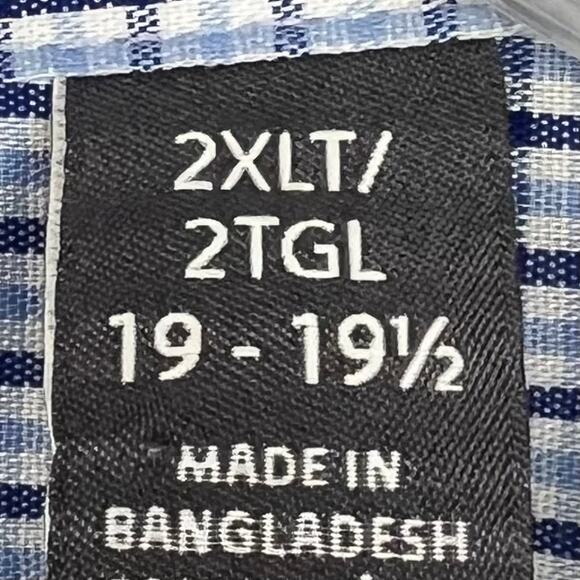 2XLT/
2TGL
19 - 19½
MADE IN
BANGLADESH